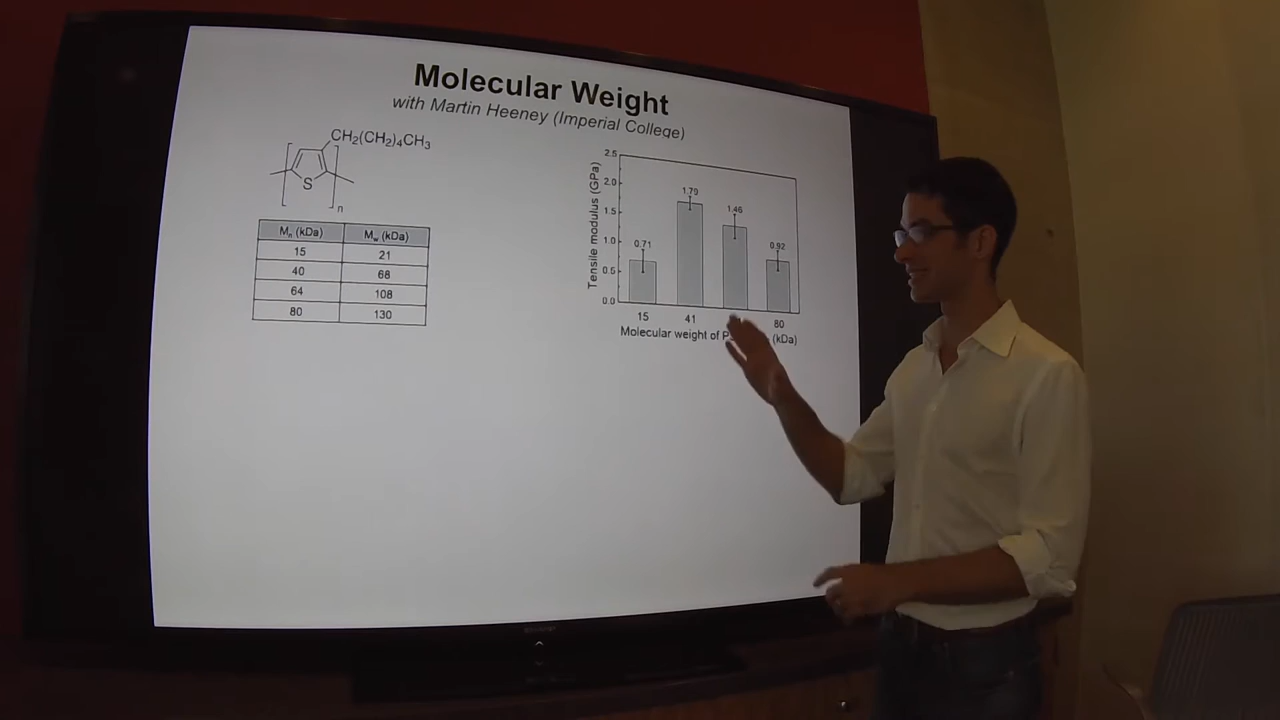 Molecular Weight
with Martin Heeney (Imperial College)
CH2(CH2)4CH3
S
n
Mn (kDa) Mw (kDa)
15 21
40 68
64 108
80 130
Tensile modulus (GPa)
2.5
2.0
1.5
1.0
0.5
0.0
0.71
1.79
1.46
0.92
15 41 80
Molecular weight of (kDa)